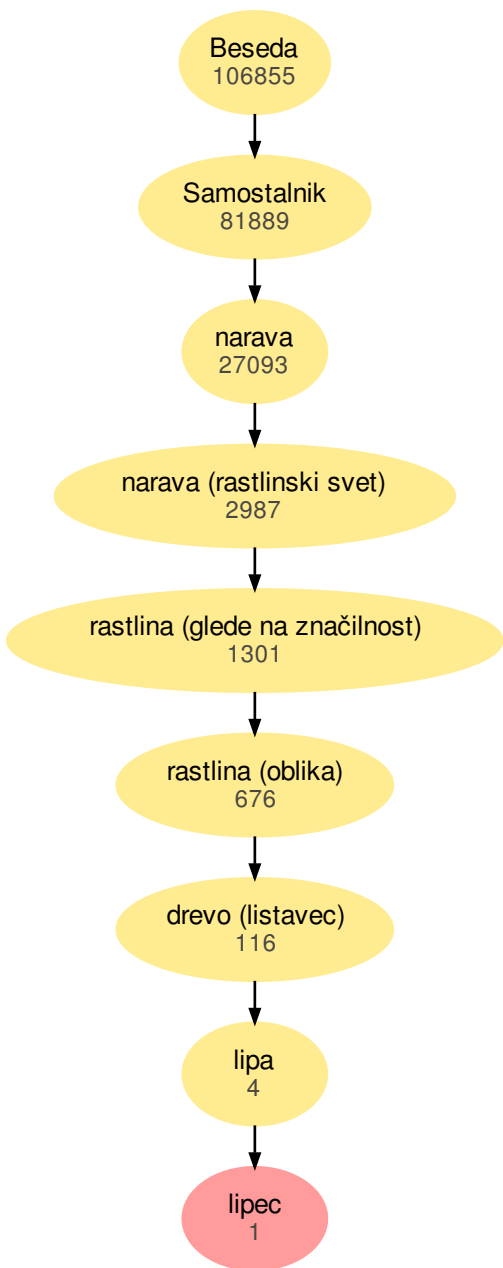 Beseda
106855
Samostalnik
81889
narava
27093
narava (rastlinski svet)
2987
rastlina (glede na značilnost)
1301
rastlina (oblika)
676
drevo (listavec)
116
lipa
4
lipec
1